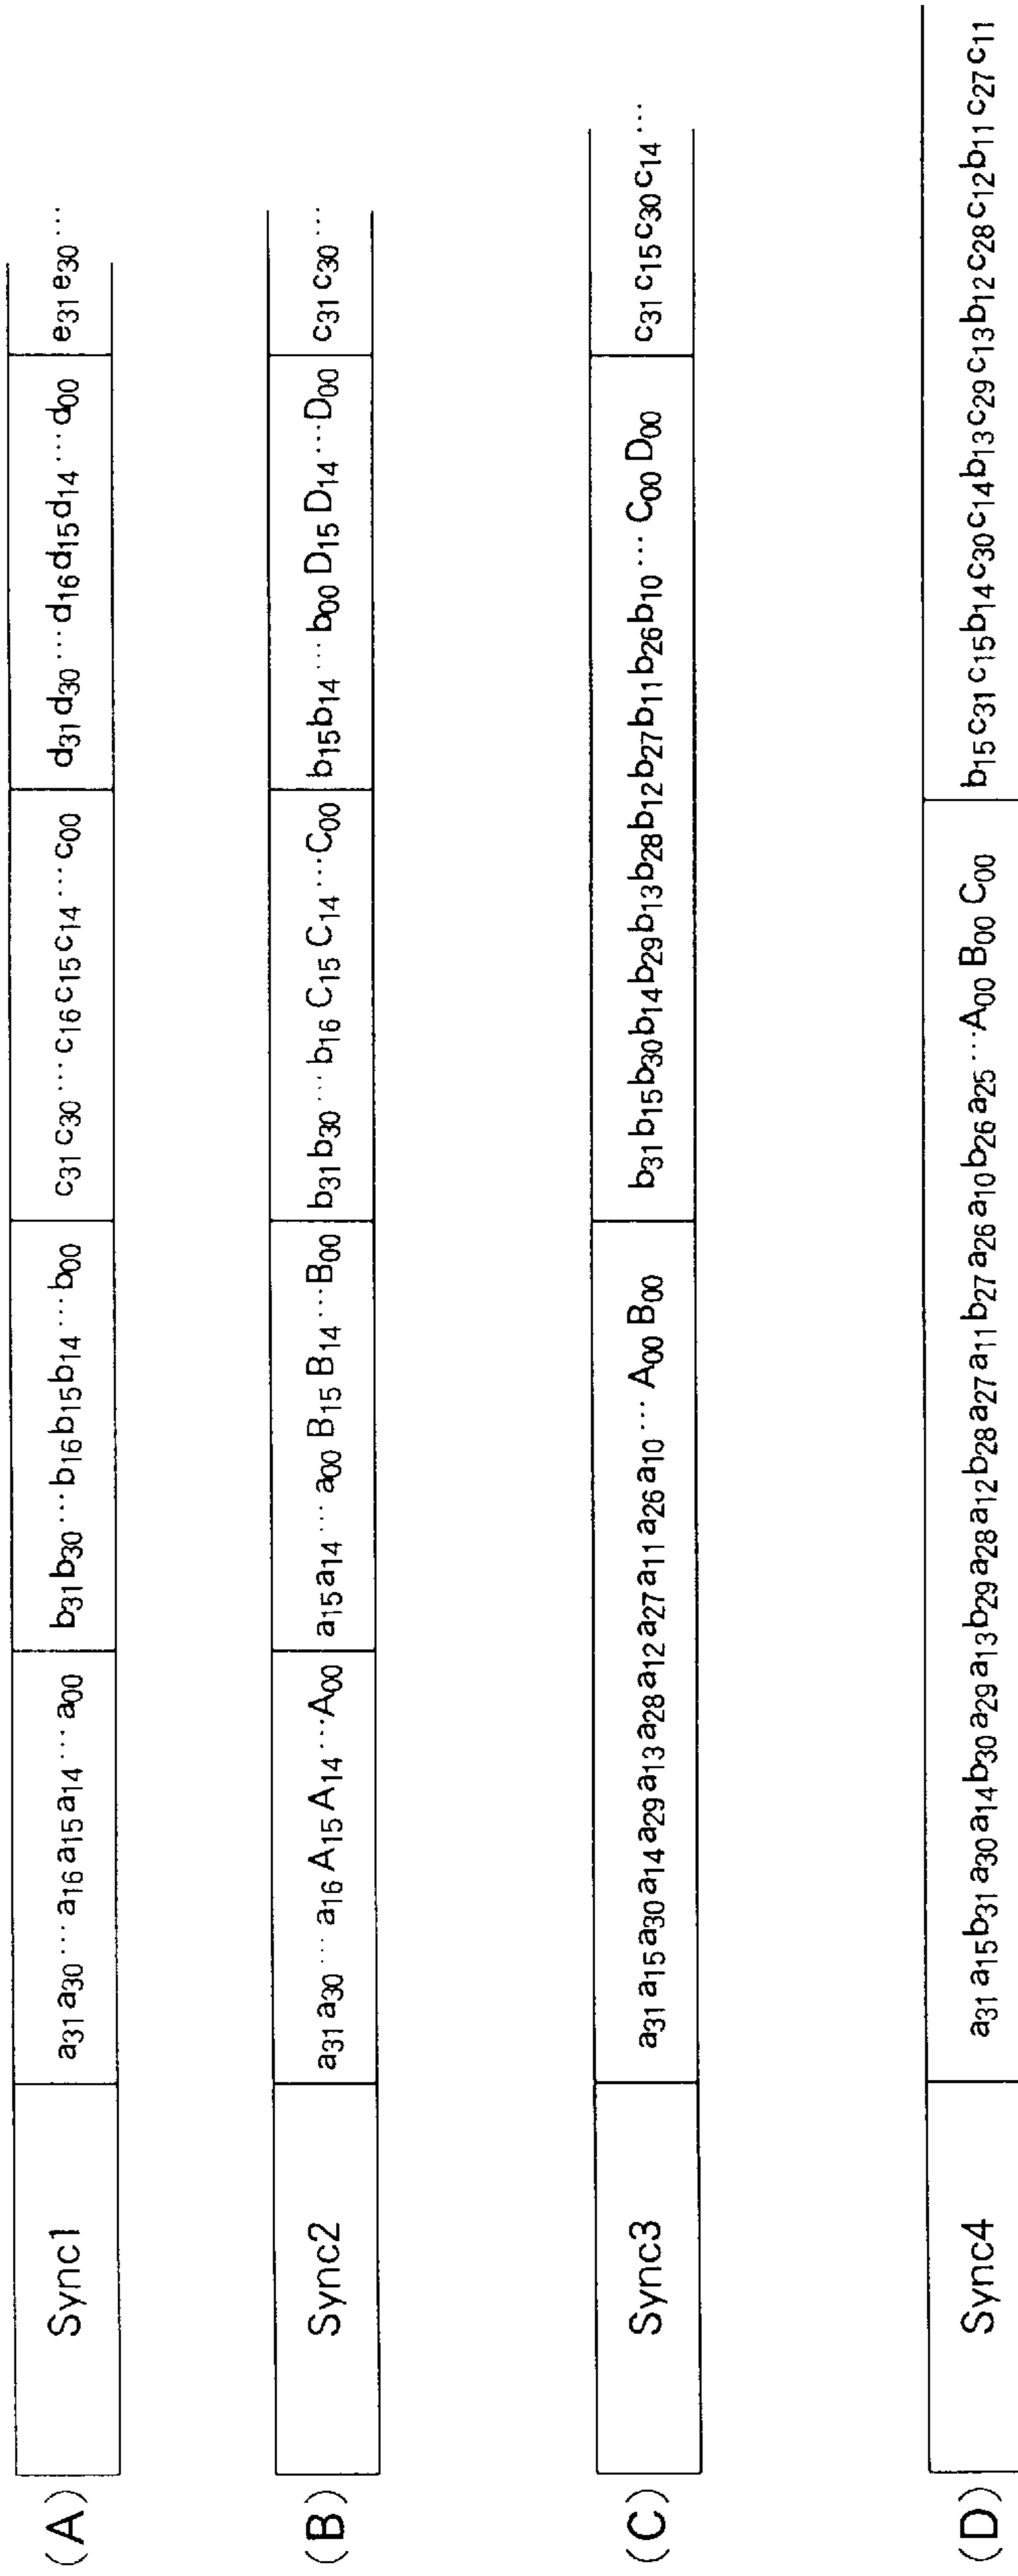 (A) Sync1 a31 a30 ··· a16 a15 a14 ··· a00 b31 b30 ··· b16 b15 b14 ··· b00 c31 c30 ··· c16 c15 c14 ··· c00 d31 d30 ··· d16 d15 d14 ··· d00 e31 e30 ···
(B) Sync2 a31 a30 ··· a16 A15 A14 ··· A00 a15 a14 ··· a00 B15 B14 ··· B00 b31 b30 ··· b16 C15 C14 ··· C00 b15 b14 ··· b00 D15 D14 ··· D00 c31 c30 ···
(C) Sync3 a31 a15 a30 a14 a29 a13 a28 a12 a27 a11 a26 a10 ··· A00 B00 b31 b15 b30 b14 b29 b13 b28 b12 b27 b11 b26 b10 ··· C00 D00 c31 c15 c30 c14 ···
(D) Sync4 a31 a15 b31 a30 a14 b30 a29 a13 b29 a28 a12 b28 a27 a11 b27 a26 a10 b26 a25 ··· A00 B00 C00 b15 c31 c15 b14 c30 c14 b13 c29 c13 b12 c28 c12 b11 c27 c11